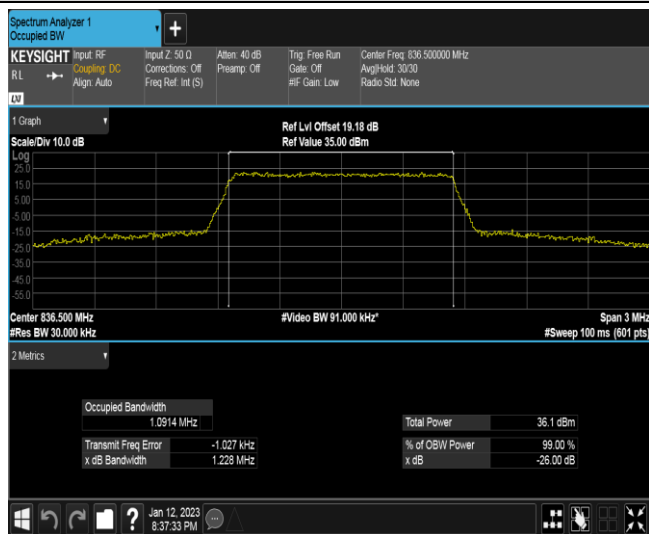 Spectrum Analyzer 1
Occupied BW
+
KEYSIGHT
Input: RF
Input Z: 50 Ω
Atten: 40 dB
Trig: Free Run
Center Freq: 836.500000 MHz
RL
Coupling: DC
Corrections: Off
Preamp: Off
Gate: Off
Avg|Hold: 30/30
Align: Auto
Freq Ref: Int (S)
#IF Gain: Low
Radio Std: None
LXI
1 Graph
Ref Lvl Offset 19.18 dB
Scale/Div 10.0 dB
Ref Value 35.00 dBm
Log
25.0
15.0
5.00
-5.00
-15.0
-25.0
-35.0
-45.0
-55.0
Center 836.500 MHz
#Video BW 91.000 kHz*
Span 3 MHz
#Res BW 30.000 kHz
#Sweep 100 ms (601 pts)
2 Metrics
Occupied Bandwidth
1.0914 MHz
Total Power 36.1 dBm
Transmit Freq Error -1.027 kHz
% of OBW Power 99.00 %
x dB Bandwidth 1.228 MHz
x dB -26.00 dB
?
Jan 12, 2023
8:37:33 PM